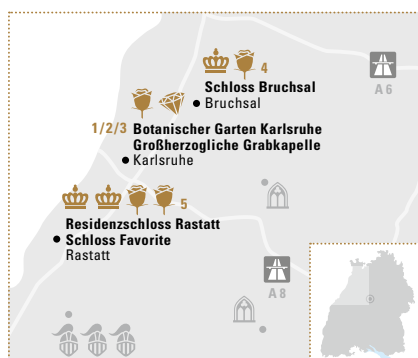 4
Schloss Bruchsal
Bruchsal
A 6
1/2/3 Botanischer Garten Karlsruhe
Großherzogliche Grabkapelle
Karlsruhe
5
Residenzschloss Rastatt
Schloss Favorite
Rastatt
A 8